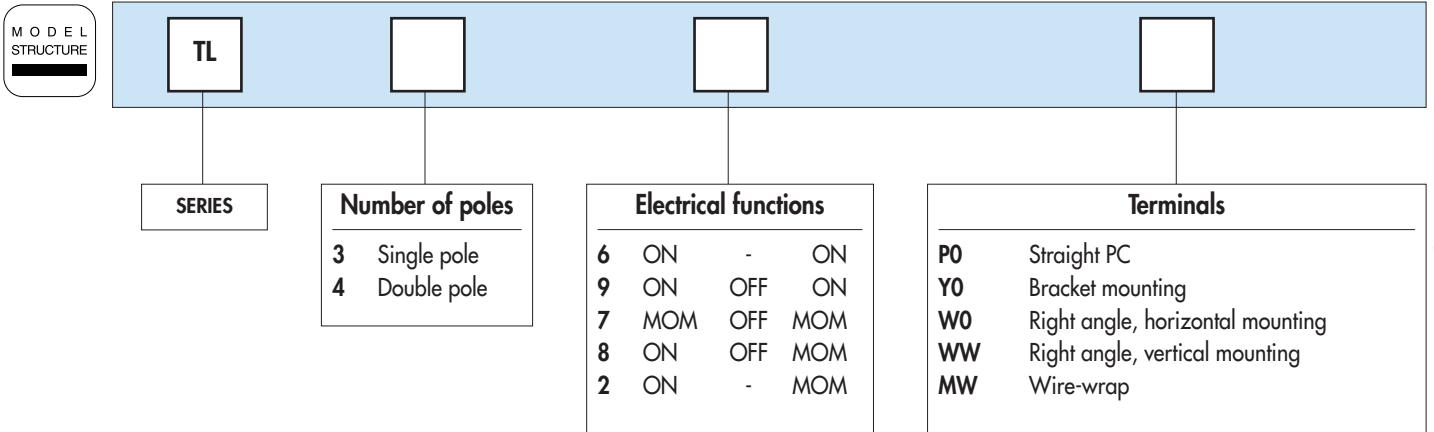 MODEL
STRUCTURE
TL
SERIES
Number of poles
3 Single pole
4 Double pole
Electrical functions
6 ON - ON
9 ON OFF ON
7 MOM OFF MOM
8 ON OFF MOM
2 ON - MOM
Terminals
P0 Straight PC
Y0 Bracket mounting
W0 Right angle, horizontal mounting
WW Right angle, vertical mounting
MW Wire-wrap